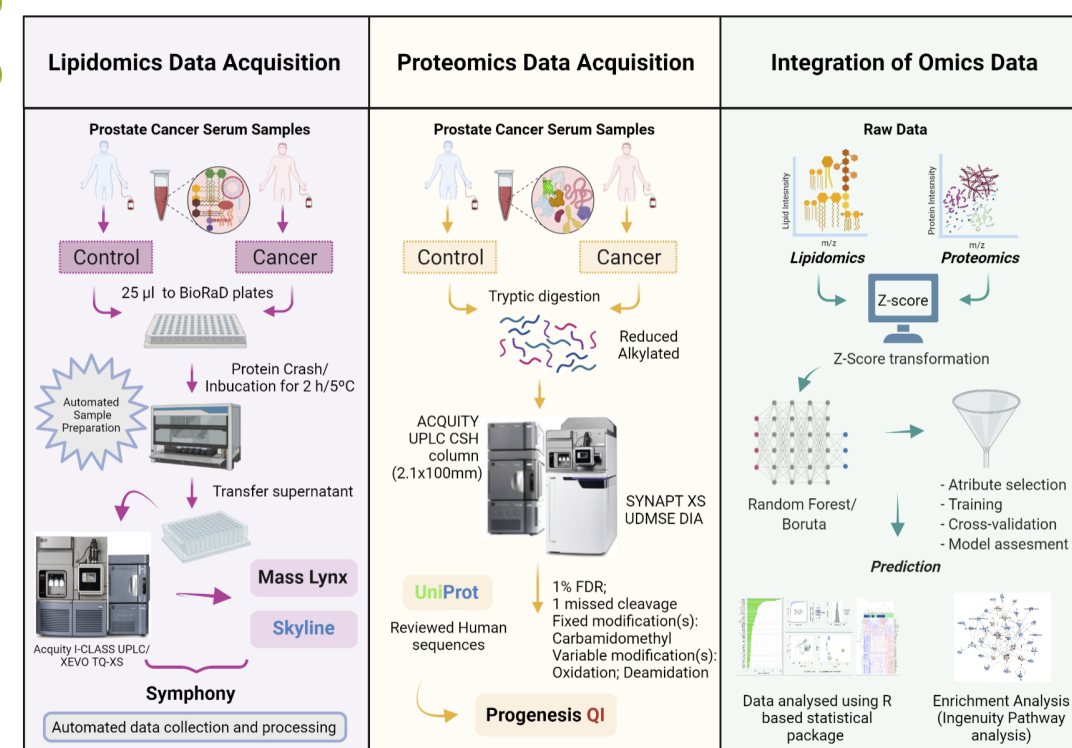 Lipidomics Data Acquisition
Prostate Cancer Serum Samples
Control
Cancer
25 µl to BioRaD plates
Protein Crash/
Inbucation for 2 h/5ºC
Automated
Sample
Preparation
Transfer supernatant
Mass Lynx
Skyline
Acquity I-CLASS UPLC/
XEVO TQ-XS
Symphony
Automated data collection and processing
Proteomics Data Acquisition
Prostate Cancer Serum Samples
Control
Cancer
Tryptic digestion
Reduced
Alkylated
ACQUITY
UPLC CSH
column
(2.1x100mm)
SYNAPT XS
UDMSE DIA
UniProt
Reviewed Human
sequences
1% FDR;
1 missed cleavage
Fixed modification(s):
Carbamidomethyl
Variable modification(s):
Oxidation; Deamidation
Progenesis QI
Integration of Omics Data
Raw Data
Lipid Intesnsity
m/z
Lipidomics
Protein Intesnsity
m/z
Proteomics
Z-score
Z-Score transformation
Random Forest/
Boruta
- Atribute selection
- Training
- Cross-validation
- Model assesment
Prediction
Data analysed using R
based statistical
package
Enrichment Analysis
(Ingenuity Pathway
analysis)